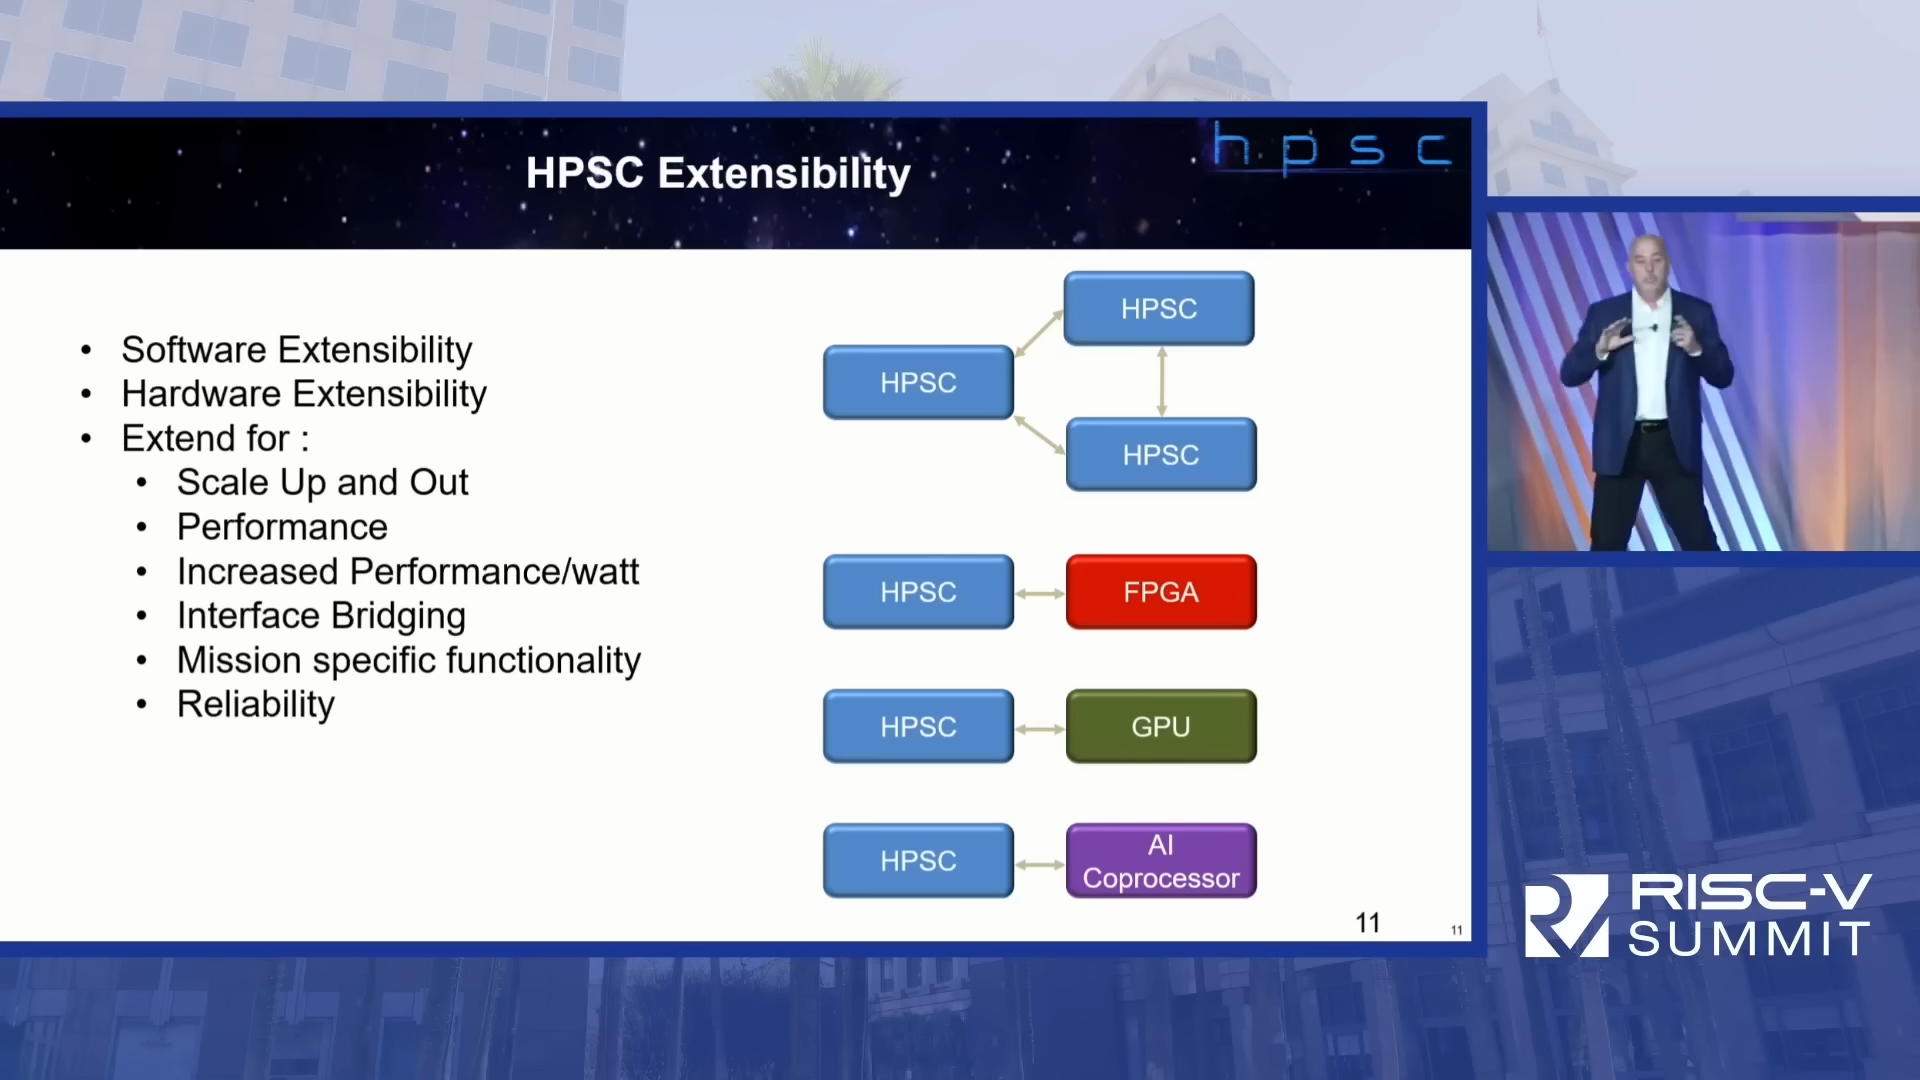 HPSC Extensibility
hpsc
• Software Extensibility
• Hardware Extensibility
• Extend for :
• Scale Up and Out
• Performance
• Increased Performance/watt
• Interface Bridging
• Mission specific functionality
• Reliability
HPSC
HPSC
HPSC
HPSC
FPGA
HPSC
GPU
HPSC
AI
Coprocessor
11
11
RISC-V
SUMMIT